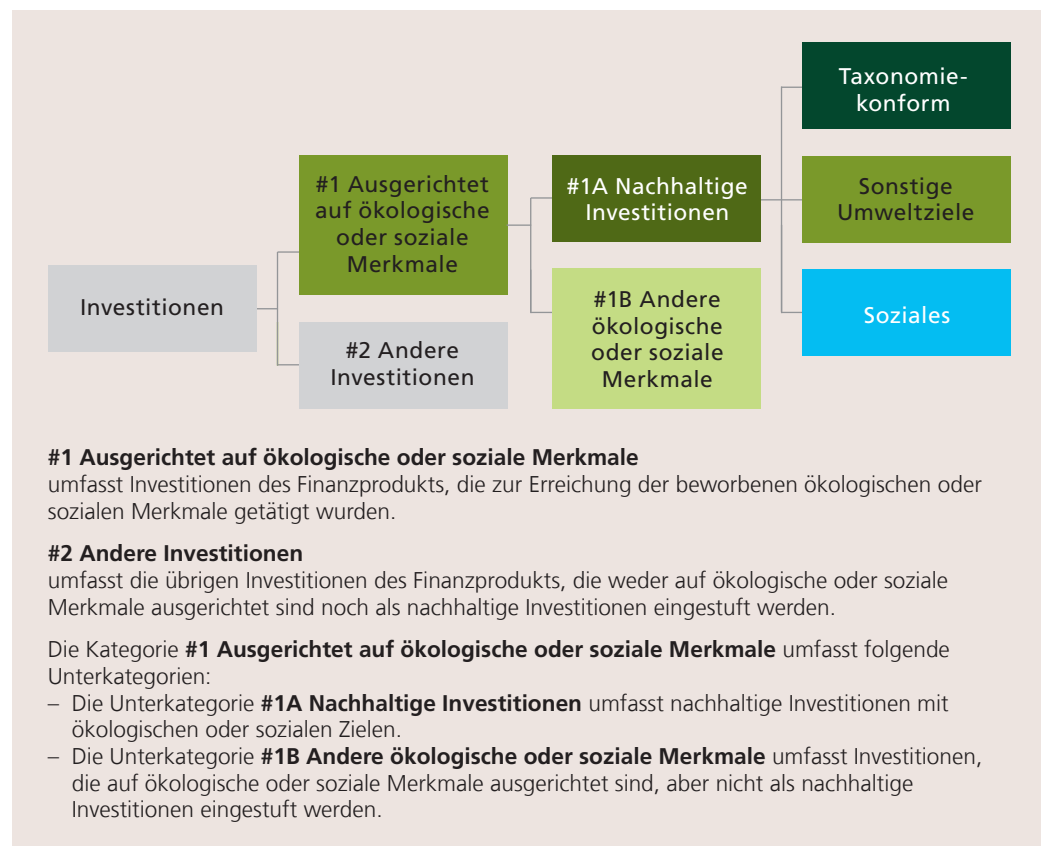 Taxonomie-
konform
#1 Ausgerichtet
auf ökologische
oder soziale
Merkmale
#1A Nachhaltige
Investitionen
Sonstige
Umweltziele
Investitionen
#2 Andere
Investitionen
#1B Andere
ökologische
oder soziale
Merkmale
Soziales
#1 Ausgerichtet auf ökologische oder soziale Merkmale
umfasst Investitionen des Finanzprodukts, die zur Erreichung der beworbenen ökologischen oder
sozialen Merkmale getätigt wurden.
#2 Andere Investitionen
umfasst die übrigen Investitionen des Finanzprodukts, die weder auf ökologische oder soziale
Merkmale ausgerichtet sind noch als nachhaltige Investitionen eingestuft werden.
Die Kategorie #1 Ausgerichtet auf ökologische oder soziale Merkmale umfasst folgende
Unterkategorien:
– Die Unterkategorie #1A Nachhaltige Investitionen umfasst nachhaltige Investitionen mit
ökologischen oder sozialen Zielen.
– Die Unterkategorie #1B Andere ökologische oder soziale Merkmale umfasst Investitionen,
die auf ökologische oder soziale Merkmale ausgerichtet sind, aber nicht als nachhaltige
Investitionen eingestuft werden.